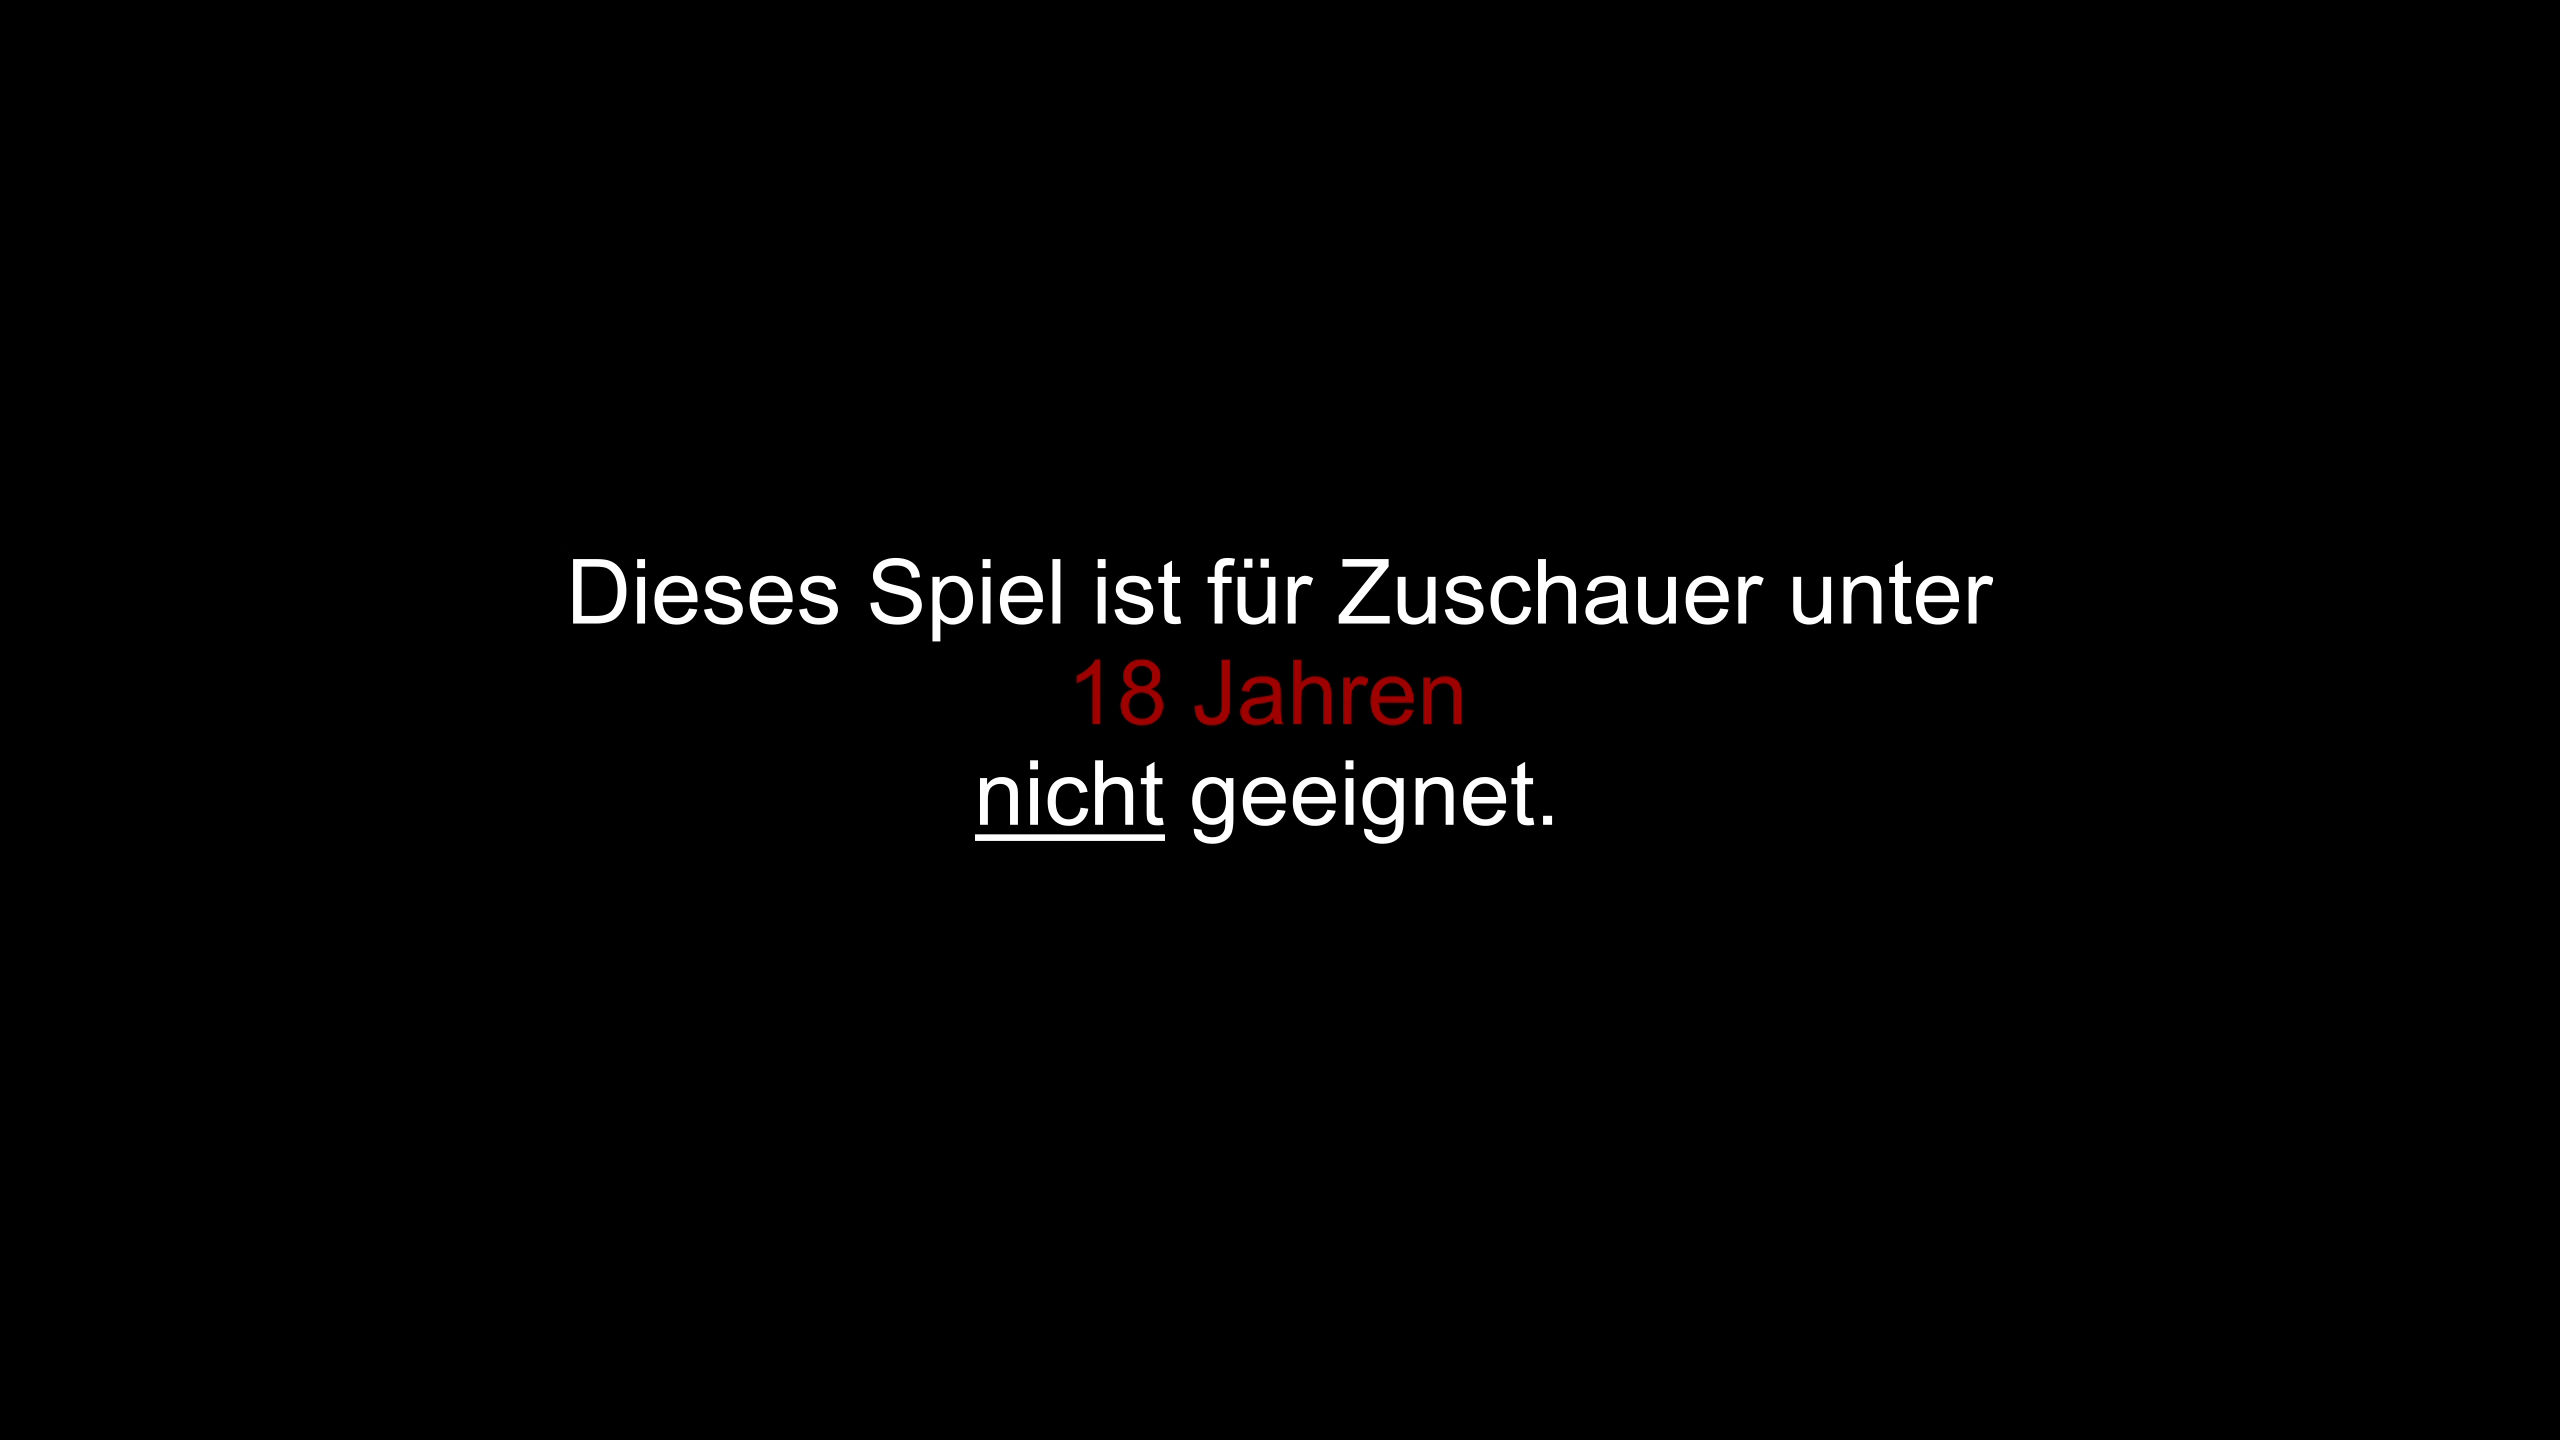 Dieses Spiel ist für Zuschauer unter
18 Jahren
nicht geeignet.